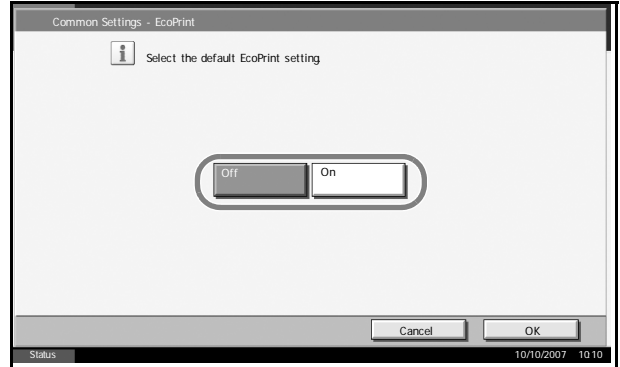 Common Settings - EcoPrint
Select the default EcoPrint setting.
Off
On
Cancel
OK
Status
10/10/2007 10:10